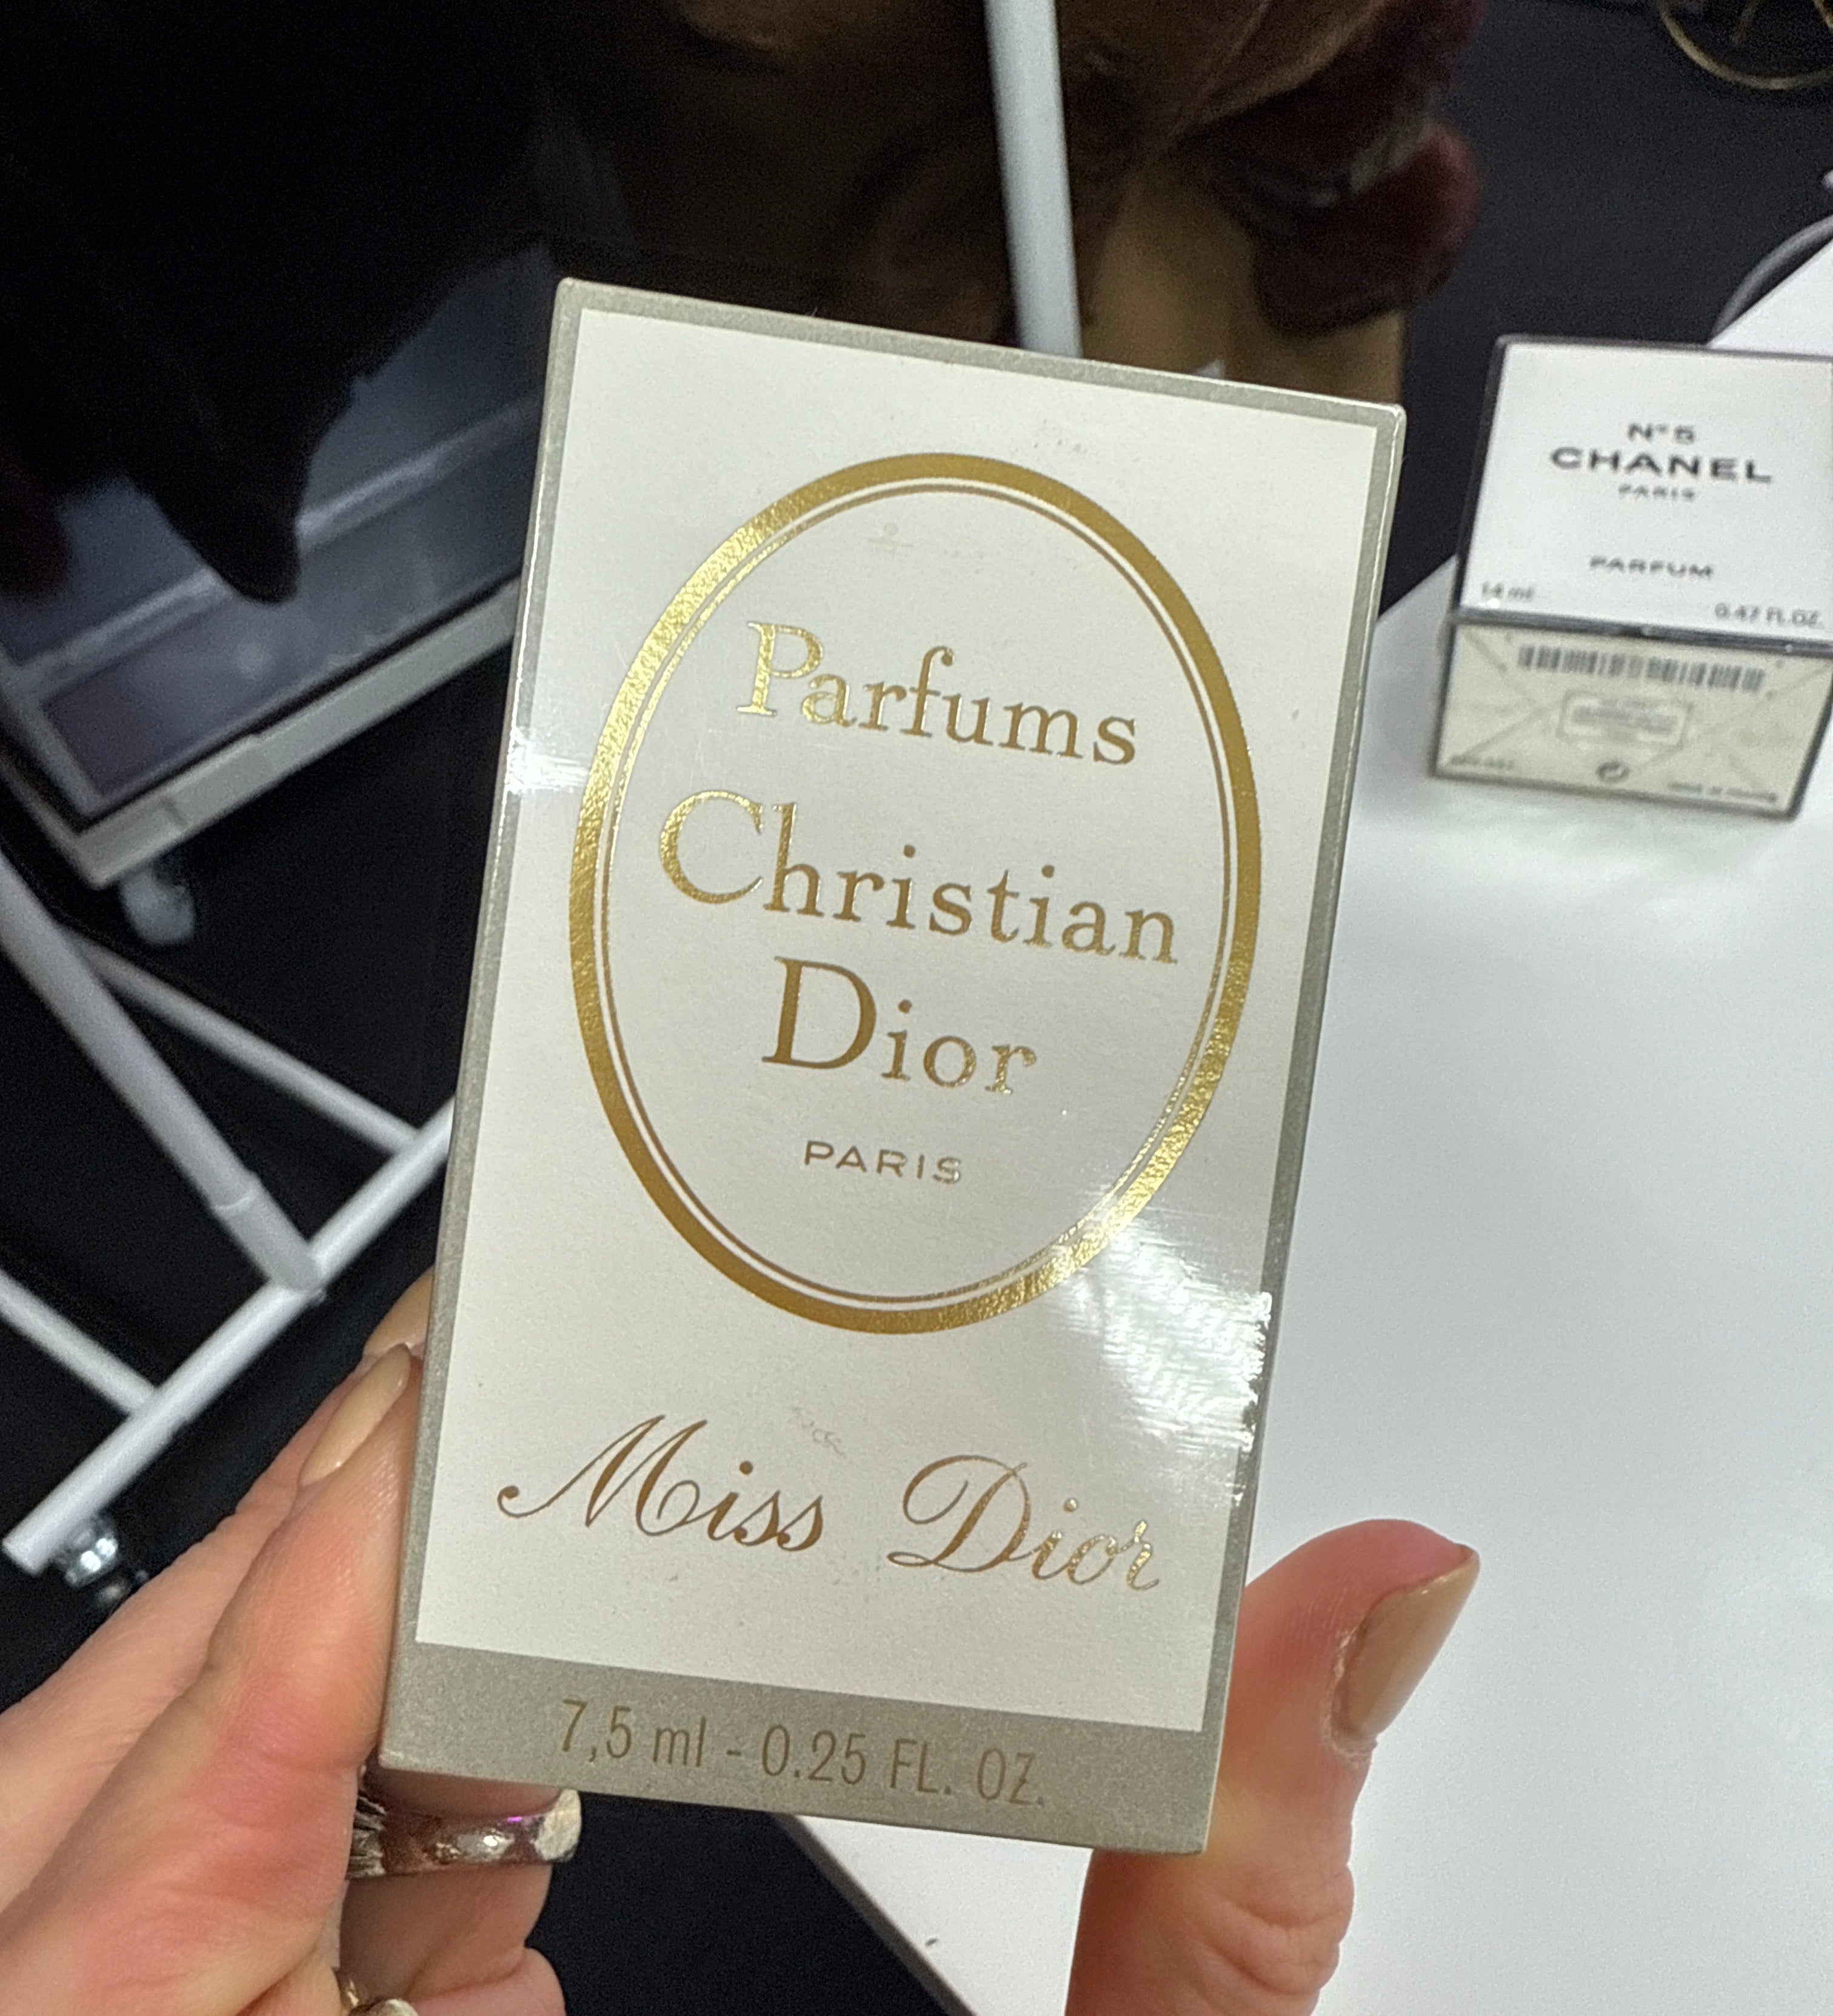 Parfums
Christian
Dior
PARIS
Miss Dior
7,5 ml - 0.25 FL. OZ.
N°5
CHANEL
PARIS
PARFUM
14 ml
0.47 FL.OZ.